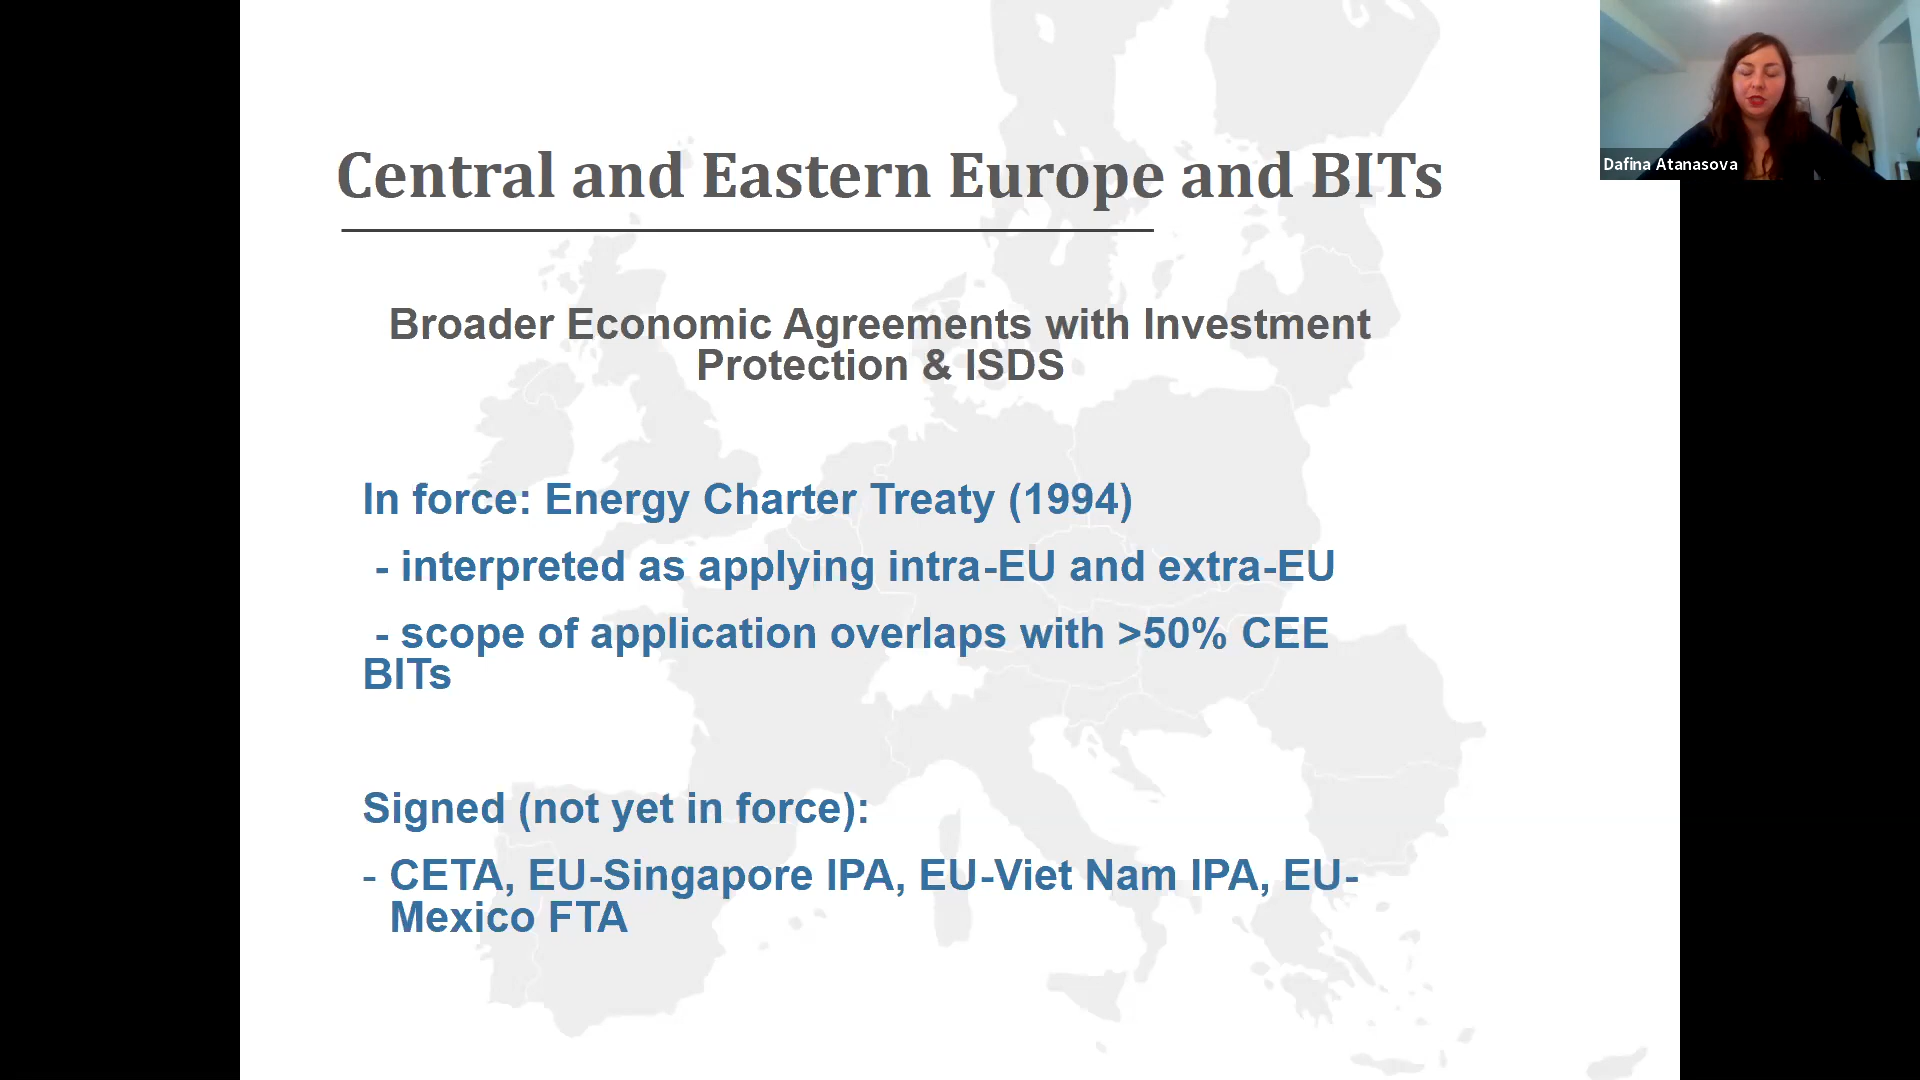 Central and Eastern Europe and BITs
Dafina Atanasova
Broader Economic Agreements with Investment
Protection & ISDS
In force: Energy Charter Treaty (1994)
- interpreted as applying intra-EU and extra-EU
- scope of application overlaps with >50% CEE
BITs
Signed (not yet in force):
- CETA, EU-Singapore IPA, EU-Viet Nam IPA, EU-
Mexico FTA